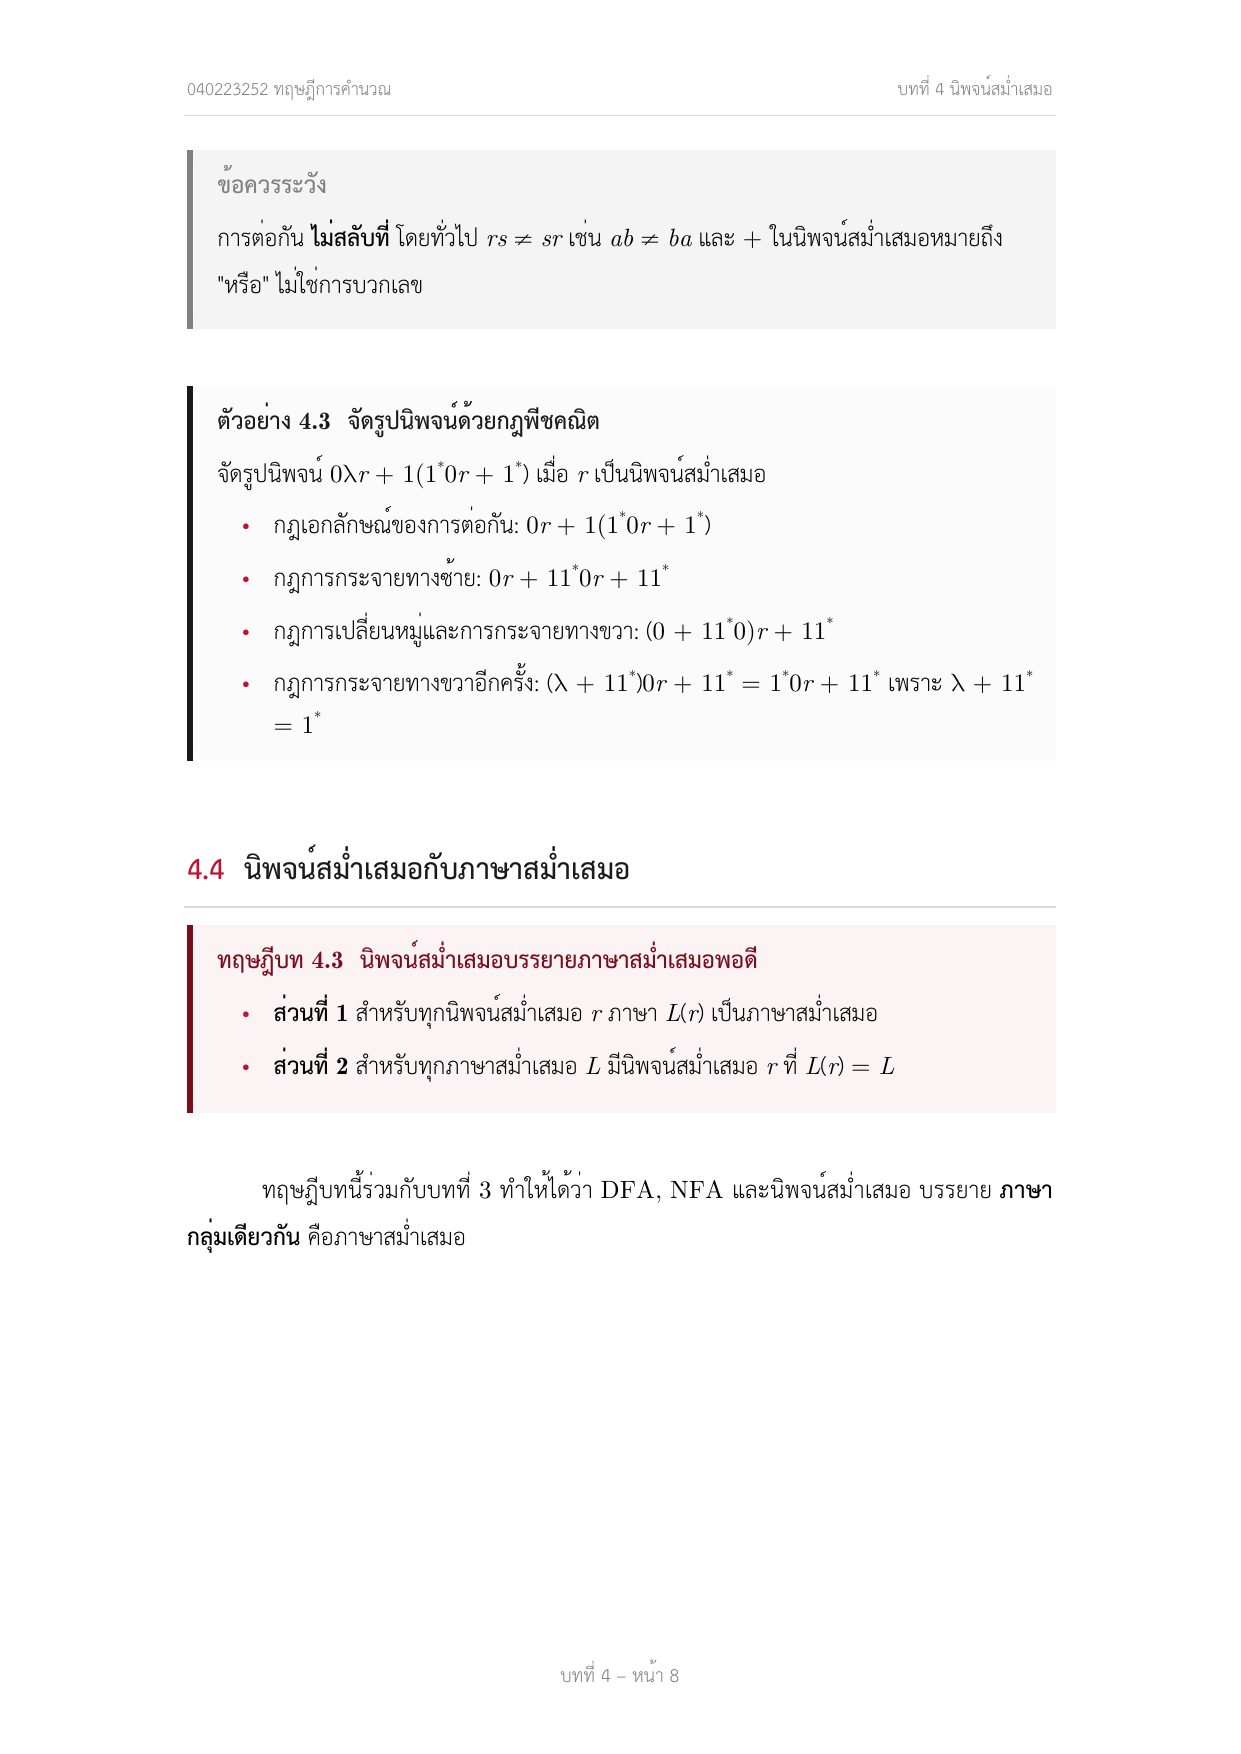 040223252 ทฤษฎีการคำนวณ บทที่ 4 นิพจน์สม่ำเสมอ
ข้อควรระวัง
การต่อกัน ไม่สลับที่ โดยทั่วไป rs ≠ sr เช่น ab ≠ ba และ + ในนิพจน์สม่ำเสมอหมายถึง
"หรือ" ไม่ใช่การบวกเลข
ตัวอย่าง 4.3 จัดรูปนิพจน์ด้วยกฎพีชคณิต
จัดรูปนิพจน์ 0λr + 1(1*0r + 1*) เมื่อ r เป็นนิพจน์สม่ำเสมอ
• กฎเอกลักษณ์ของการต่อกัน: 0r + 1(1*0r + 1*)
• กฎการกระจายทางซ้าย: 0r + 11*0r + 11*
• กฎการเปลี่ยนหมู่และการกระจายทางขวา: (0 + 11*0)r + 11*
• กฎการกระจายทางขวาอีกครั้ง: (λ + 11*)0r + 11* = 1*0r + 11* เพราะ λ + 11*
= 1*
4.4 นิพจน์สม่ำเสมอกับภาษาสม่ำเสมอ
ทฤษฎีบท 4.3 นิพจน์สม่ำเสมอบรรยายภาษาสม่ำเสมอพอดี
• ส่วนที่ 1 สำหรับทุกนิพจน์สม่ำเสมอ r ภาษา L(r) เป็นภาษาสม่ำเสมอ
• ส่วนที่ 2 สำหรับทุกภาษาสม่ำเสมอ L มีนิพจน์สม่ำเสมอ r ที่ L(r) = L
ทฤษฎีบทนี้ร่วมกับบทที่ 3 ทำให้ได้ว่า DFA, NFA และนิพจน์สม่ำเสมอ บรรยาย ภาษา
กลุ่มเดียวกัน คือภาษาสม่ำเสมอ
บทที่ 4 – หน้า 8